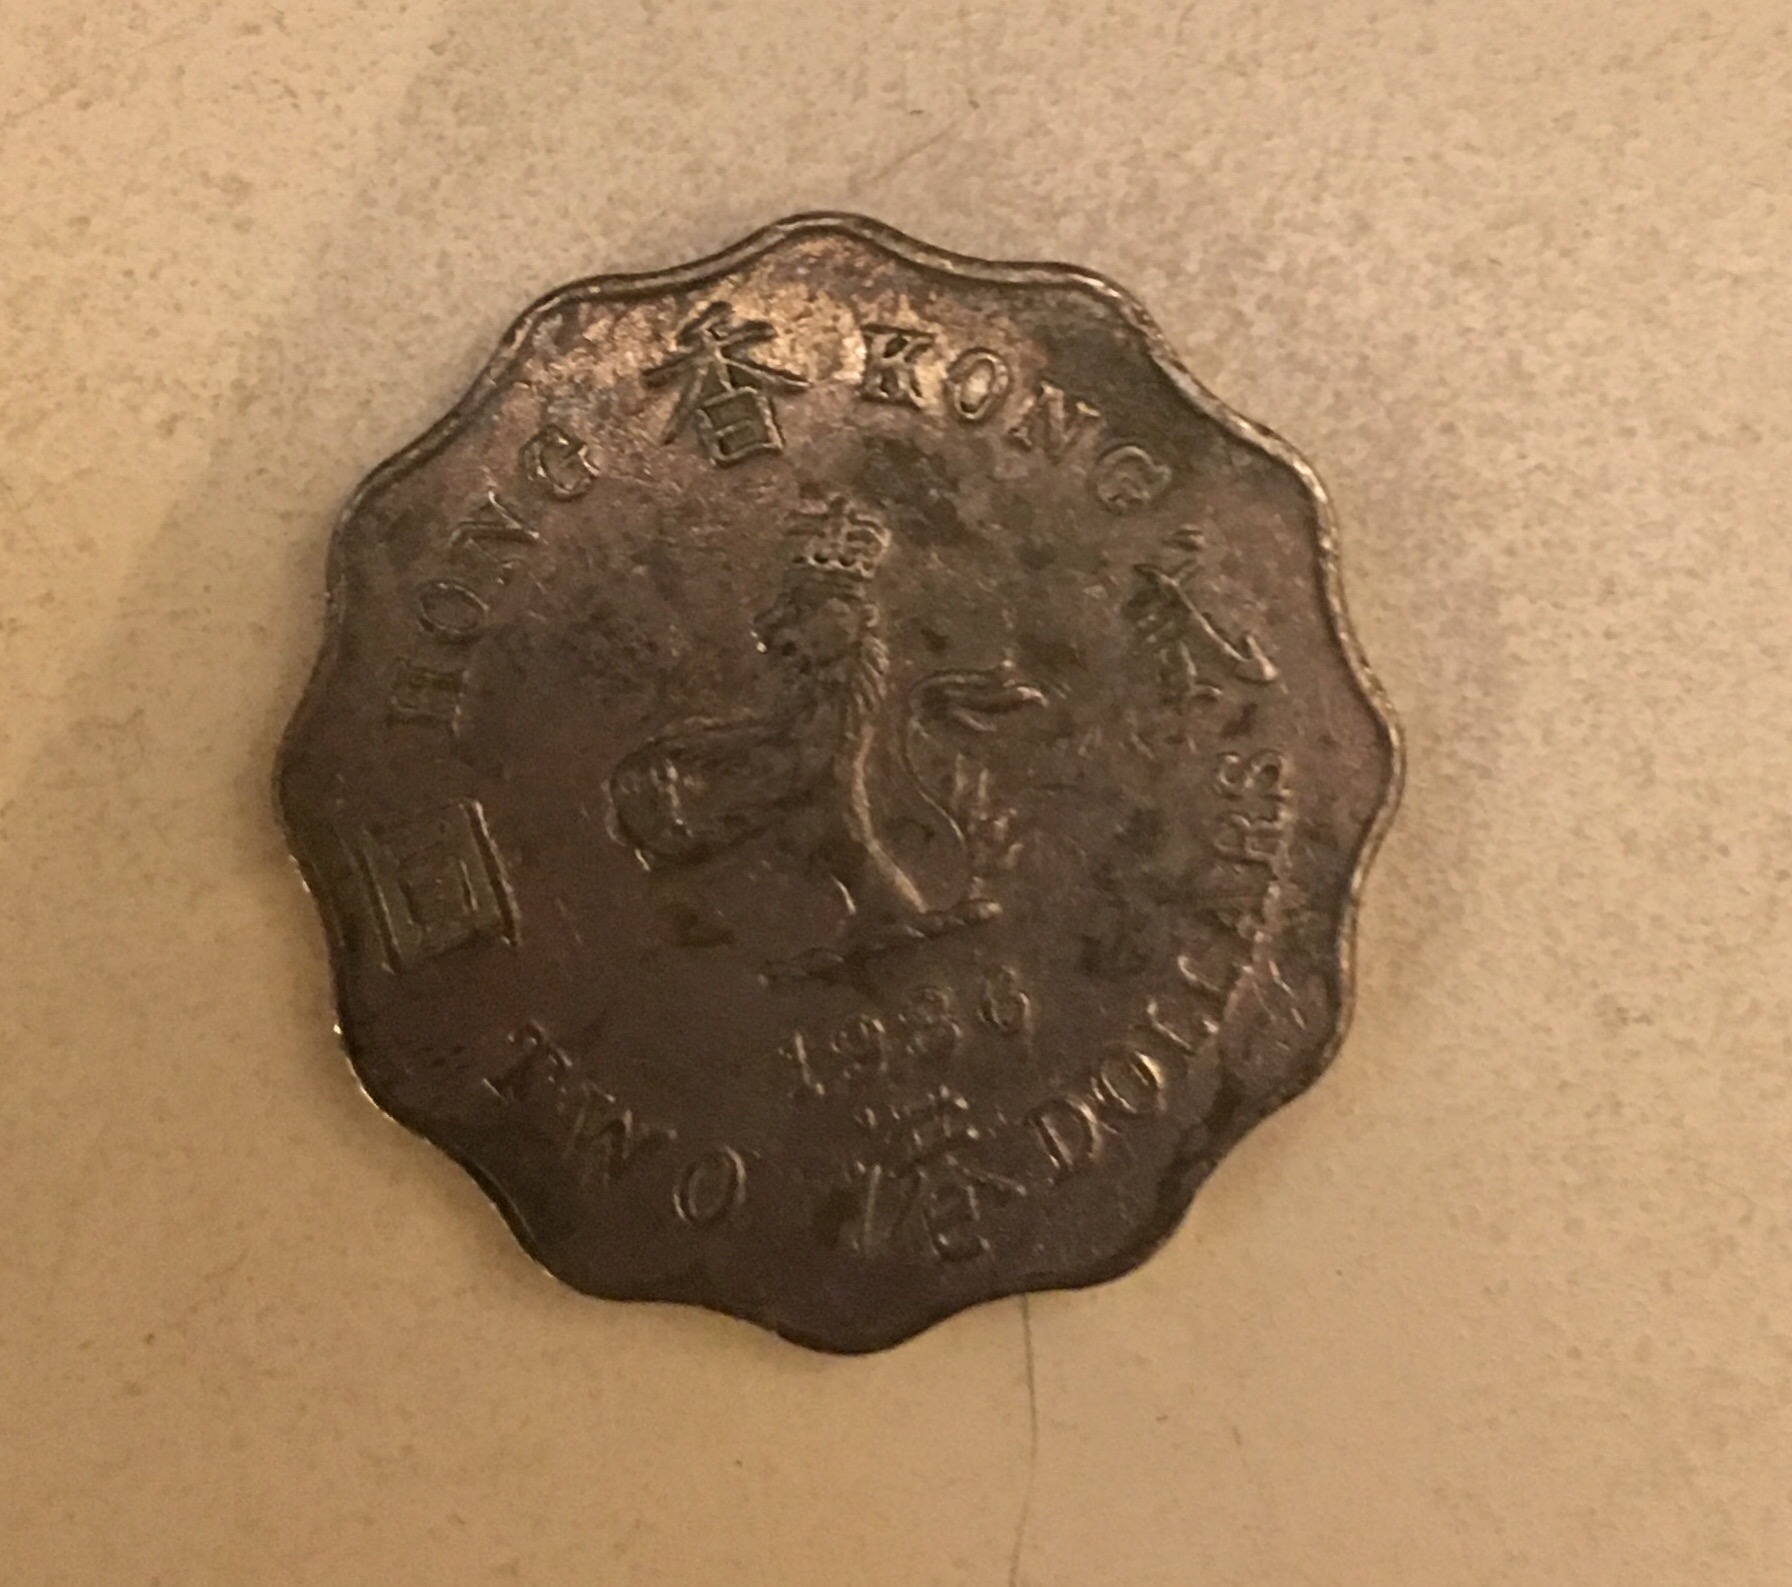 HONG 香 KONG
貳
圓
1986
TWO 港 DOLLARS